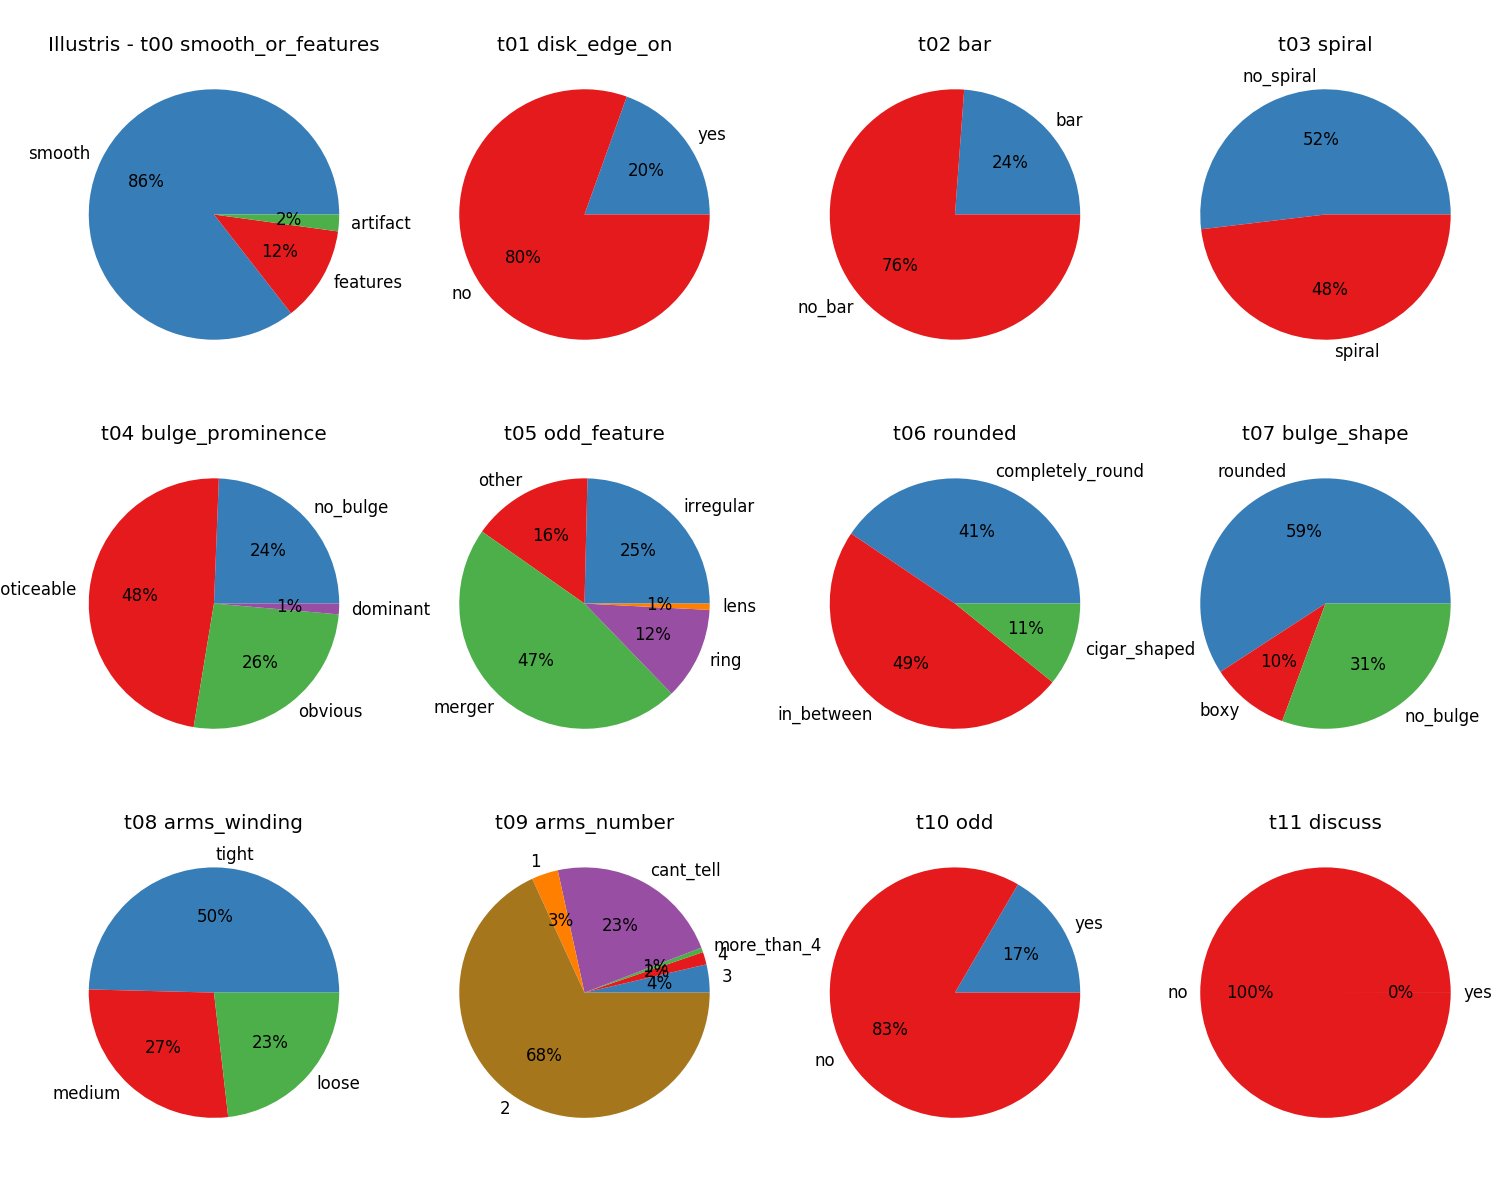 Illustris - t00 smooth_or_features
smooth
86%
2%
artifact
12%
features
t01 disk_edge_on
yes
20%
80%
no
t02 bar
bar
24%
76%
no_bar
t03 spiral
no_spiral
52%
48%
spiral
t04 bulge_prominence
no_bulge
24%
oticeable
48%
1%
dominant
26%
obvious
t05 odd_feature
other
irregular
16%
25%
1%
lens
12%
47%
ring
merger
t06 rounded
completely_round
41%
11%
cigar_shaped
49%
in_between
t07 bulge_shape
rounded
59%
10%
31%
boxy
no_bulge
t08 arms_winding
tight
50%
27%
23%
medium
loose
t09 arms_number
1
cant_tell
3%
23%
more_than_4
4
1%
2%
3
4%
68%
2
t10 odd
yes
17%
83%
no
t11 discuss
no
100%
0%
yes